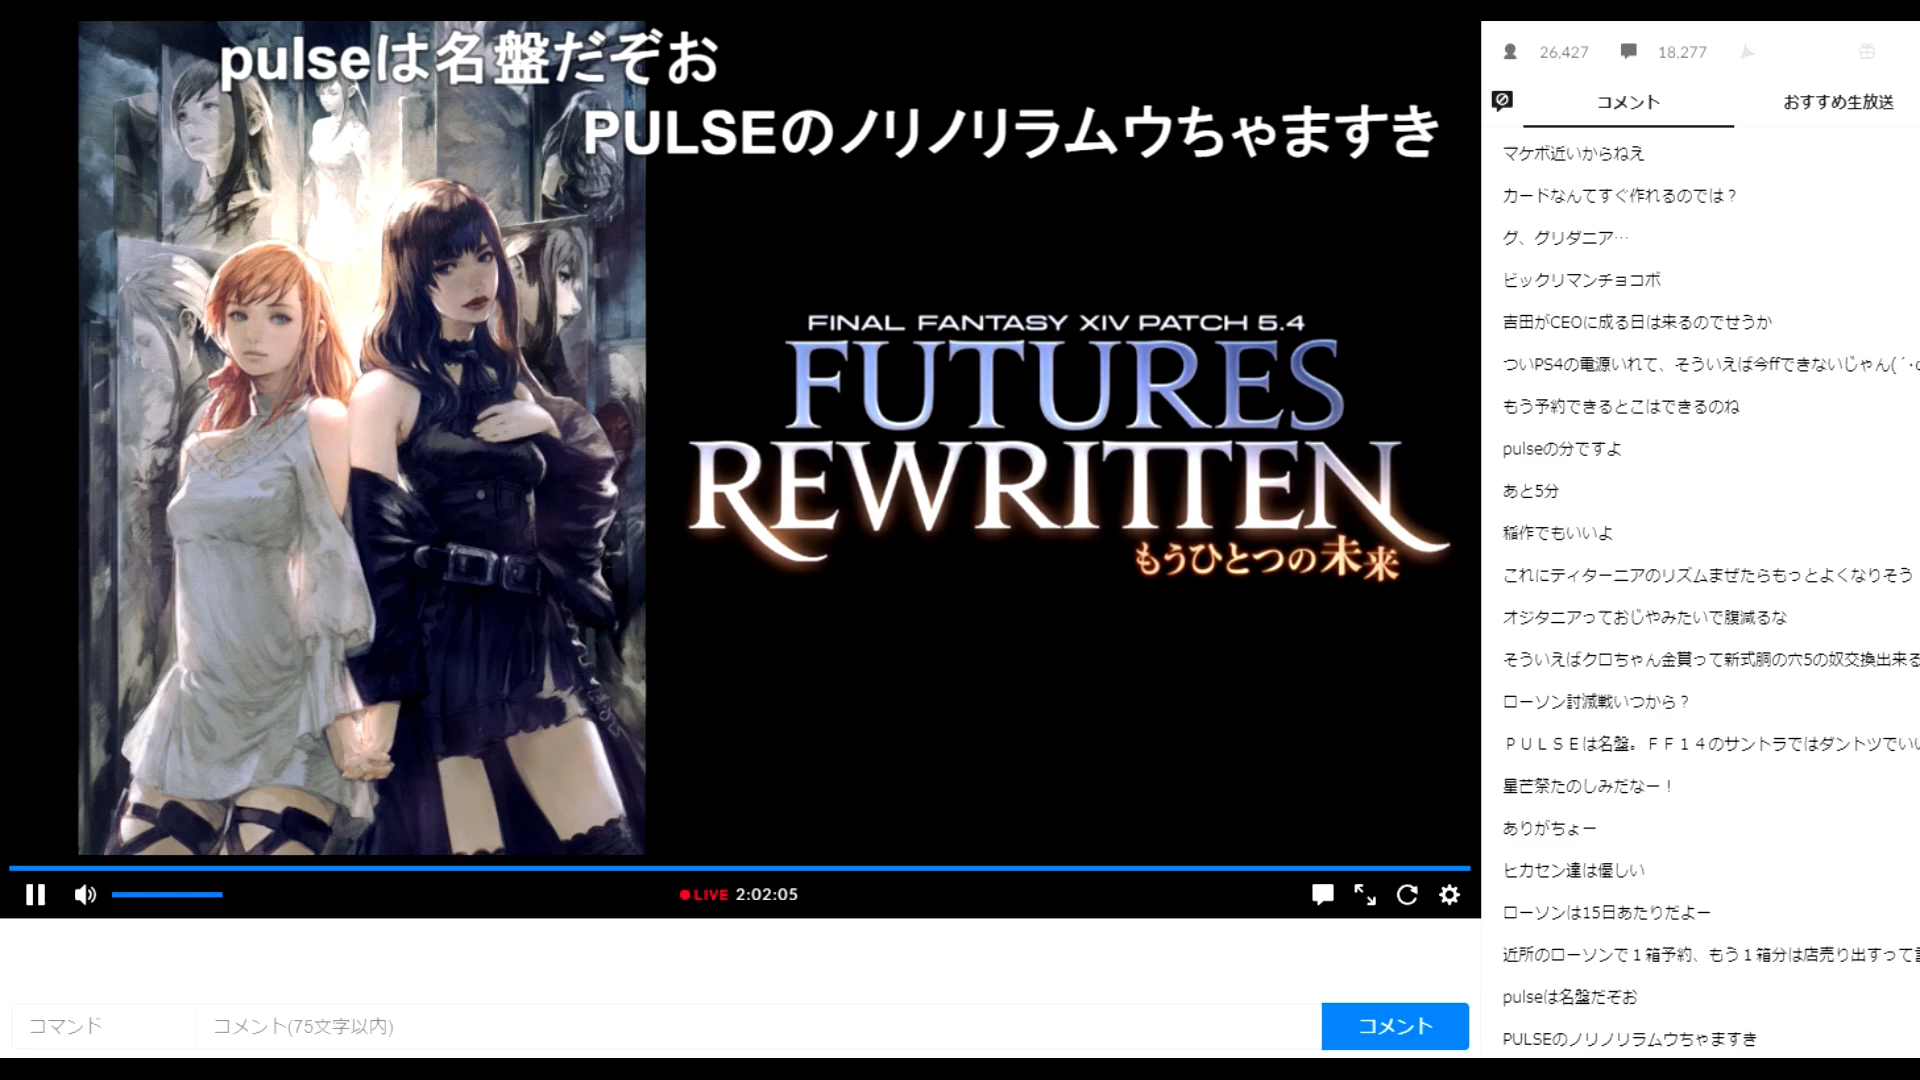 pulseは名盤だぞお
PULSEのノリノリラムウちゃますき
FINAL FANTASY XIV PATCH 5.4
FUTURES
REWRITTEN
もうひとつの未来
LIVE 2:02:05
コマンド
コメント(75文字以内)
コメント
26,427
18,277
コメント
おすすめ生放送
マケボ近いからねえ
カードなんてすぐ作れるのでは？
グ、グリダニア…
ビックリマンチョコボ
吉田がCEOに成る日は来るのでせうか
ついPS4の電源いれて、そういえば今ffできないじゃん(´･
もう予約できるとこはできるのね
pulseの分ですよ
あと5分
稲作でもいいよ
これにティターニアのリズムまぜたらもっとよくなりそう
オジタニアっておじやみたいで腹減るな
そういえばクロちゃん金貰って新式胴の穴5の奴交換出来る
ローソン討滅戦いつから？
ＰＵＬＳＥは名盤。ＦＦ１４のサントラではダントツでいい
星芒祭たのしみだなー！
ありがちょー
ヒカセン達は優しい
ローソンは15日あたりだよー
近所のローソンで１箱予約、もう１箱分は店売り出すって
pulseは名盤だぞお
PULSEのノリノリラムウちゃますき